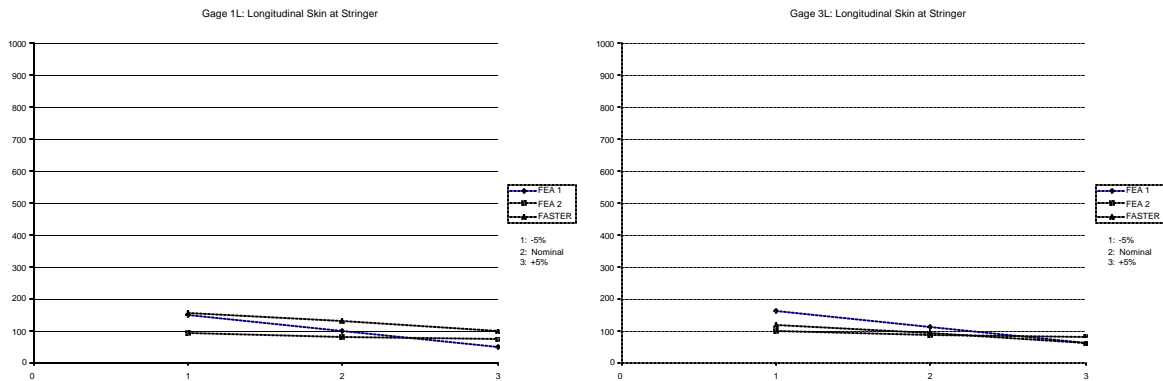 Gage 1L: Longitudinal Skin at Stringer
1000
900
800
700
600
500
400
300
200
100
0
0 1 2 3
FEA 1
FEA 2
FASTER
1: -5%
2: Nominal
3: +5%
Gage 3L: Longitudinal Skin at Stringer
1000
900
800
700
600
500
400
300
200
100
0
0 1 2 3
FEA 1
FEA 2
FASTER
1: -5%
2: Nominal
3: +5%